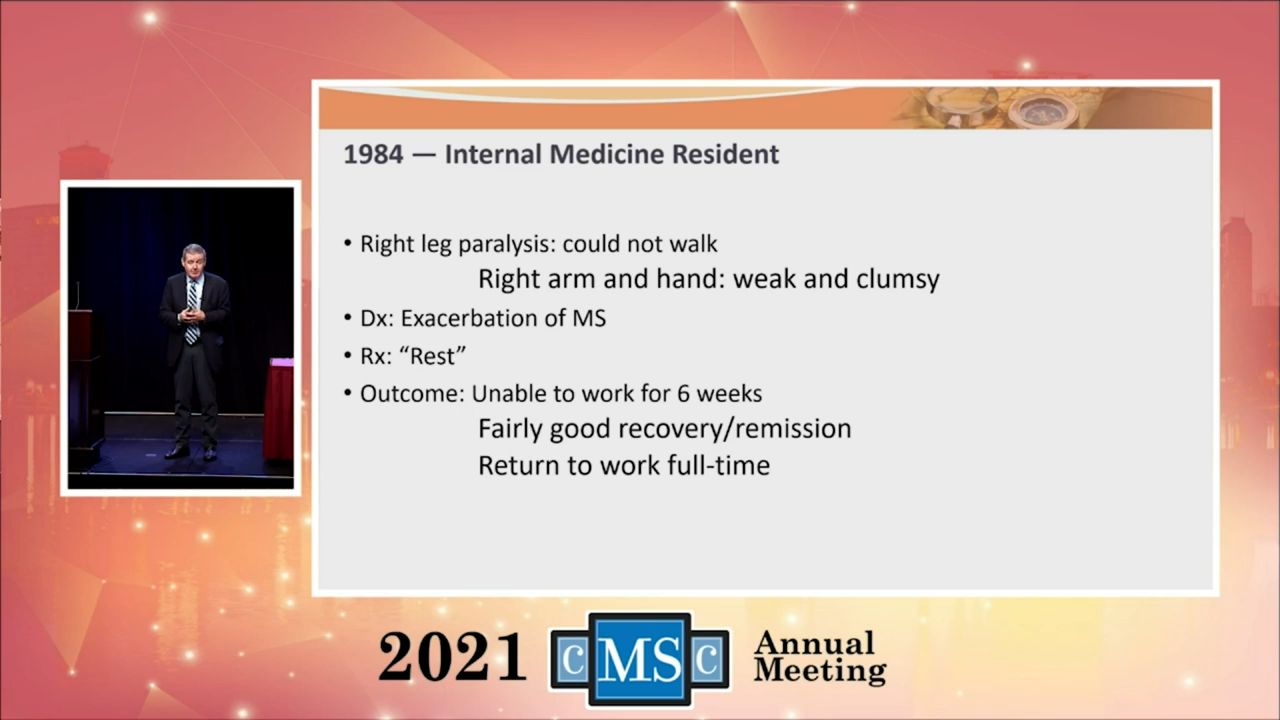 1984 — Internal Medicine Resident
• Right leg paralysis: could not walk
Right arm and hand: weak and clumsy
• Dx: Exacerbation of MS
• Rx: “Rest”
• Outcome: Unable to work for 6 weeks
Fairly good recovery/remission
Return to work full-time
2021 CMSC Annual
Meeting